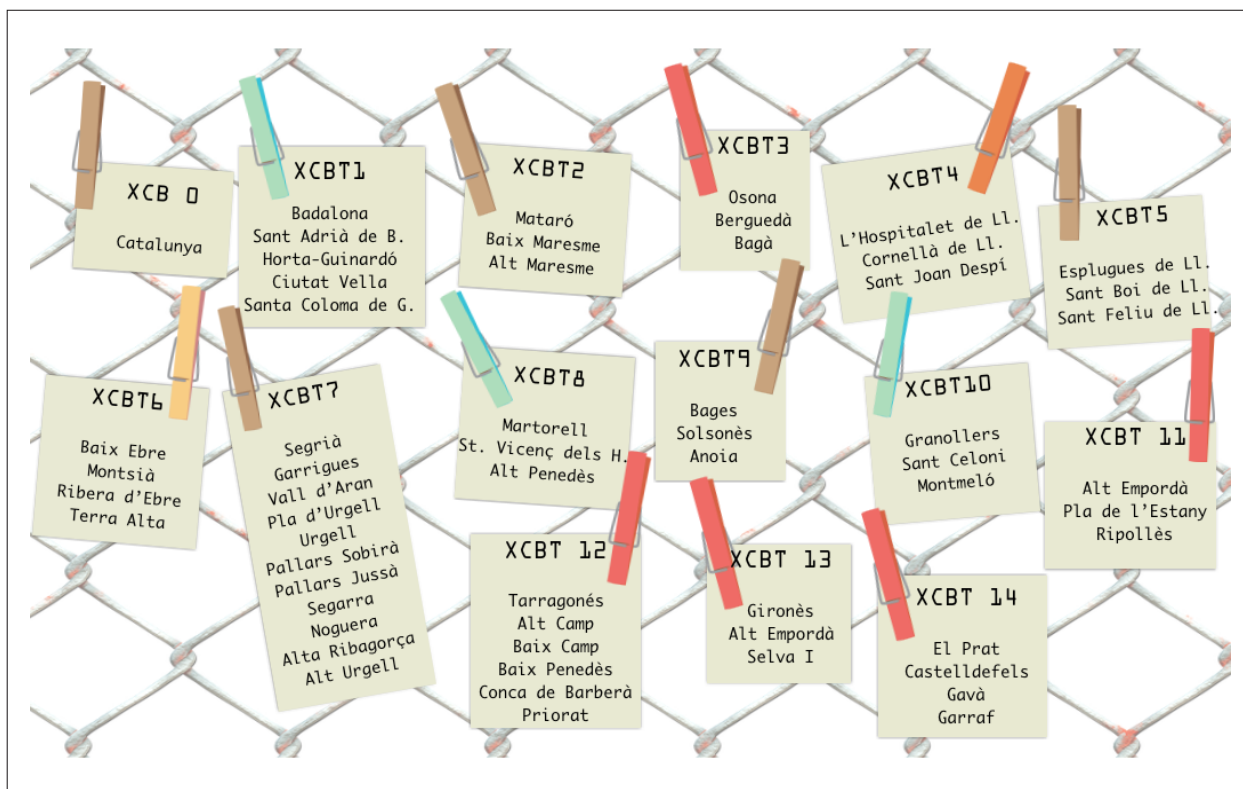 XCB 0
Catalunya
XCBT1
Badalona
Sant Adrià de B.
Horta-Guinardó
Ciutat Vella
Santa Coloma de G.
XCBT2
Mataró
Baix Maresme
Alt Maresme
XCBT3
Osona
Berguedà
Bagà
XCBT4
L'Hospitalet de Ll.
Cornellà de Ll.
Sant Joan Despí
XCBT5
Esplugues de Ll.
Sant Boi de Ll.
Sant Feliu de Ll.
XCBT6
Baix Ebre
Montsià
Ribera d'Ebre
Terra Alta
XCBT7
Segrià
Garrigues
Vall d'Aran
Pla d'Urgell
Urgell
Pallars Sobirà
Pallars Jussà
Segarra
Noguera
Alta Ribagorça
Alt Urgell
XCBT8
Martorell
St. Vicenç dels H.
Alt Penedès
XCBT9
Bages
Solsonès
Anoia
XCBT10
Granollers
Sant Celoni
Montmeló
XCBT 11
Alt Empordà
Pla de l'Estany
Ripollès
XCBT 12
Tarragonés
Alt Camp
Baix Camp
Baix Penedès
Conca de Barberà
Priorat
XCBT 13
Gironès
Alt Empordà
Selva I
XCBT 14
El Prat
Castelldefels
Gavà
Garraf